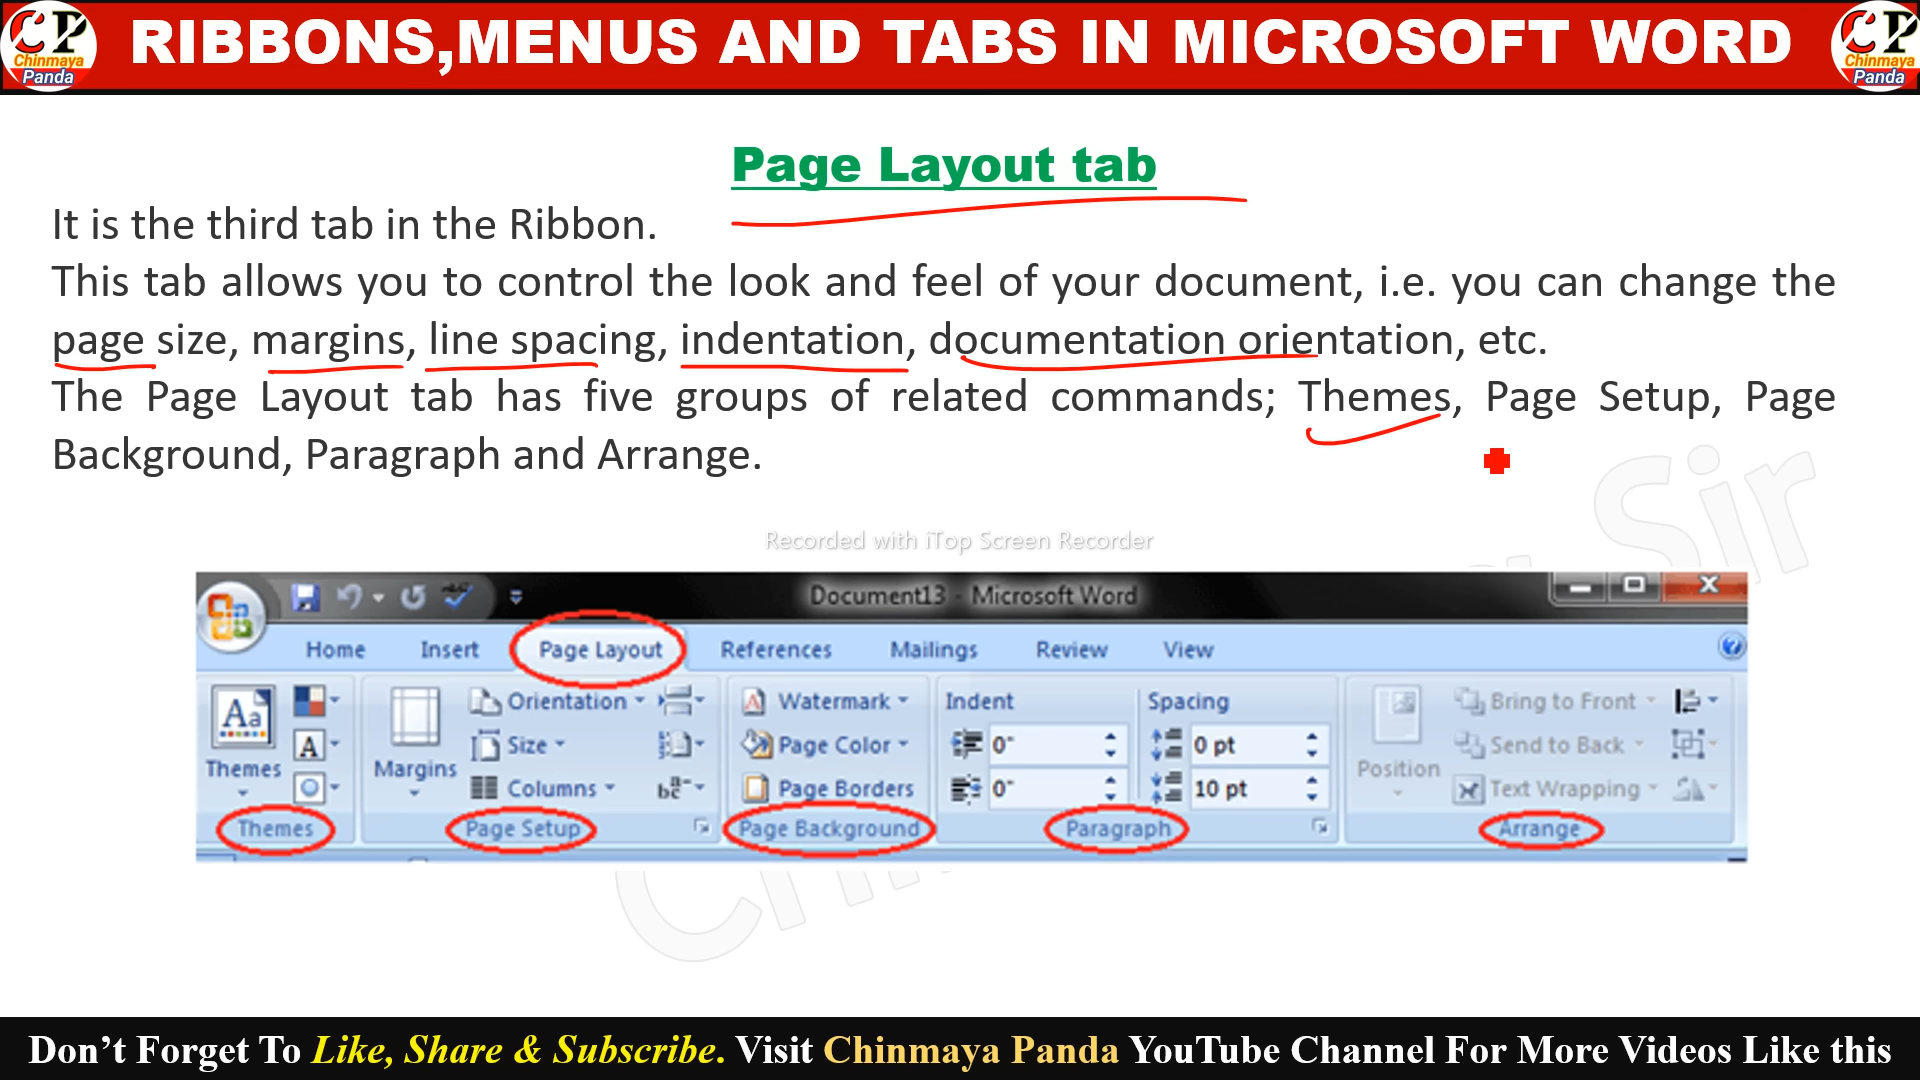 CP Chinmaya Panda
RIBBONS,MENUS AND TABS IN MICROSOFT WORD
CP Chinmaya Panda
Page Layout tab
It is the third tab in the Ribbon.
This tab allows you to control the look and feel of your document, i.e. you can change the
page size, margins, line spacing, indentation, documentation orientation, etc.
The Page Layout tab has five groups of related commands; Themes, Page Setup, Page
Background, Paragraph and Arrange.
Sir
Recorded with iTop Screen Recorder
Document13 - Microsoft Word
Home Insert Page Layout References Mailings Review View
Aa Orientation Watermark Indent Spacing Bring to Front
A Size Page Color 0" 0 pt Send to Back
Themes Margins Columns Page Borders 0" 10 pt Position Text Wrapping
Themes Page Setup Page Background Paragraph Arrange
Don't Forget To Like, Share & Subscribe. Visit Chinmaya Panda YouTube Channel For More Videos Like this